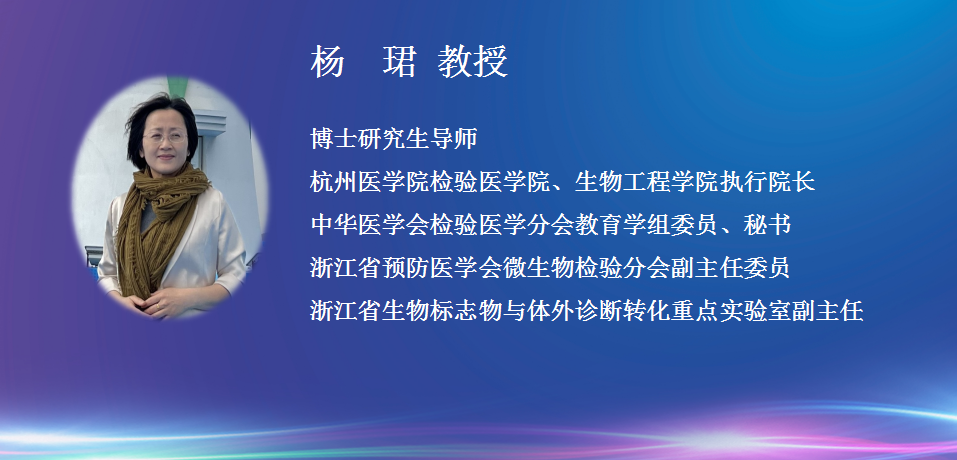 杨 珺 教授
博士研究生导师
杭州医学院检验医学院、生物工程学院执行院长
中华医学会检验医学分会教育学组委员、秘书
浙江省预防医学会微生物检验分会副主任委员
浙江省生物标志物与体外诊断转化重点实验室副主任